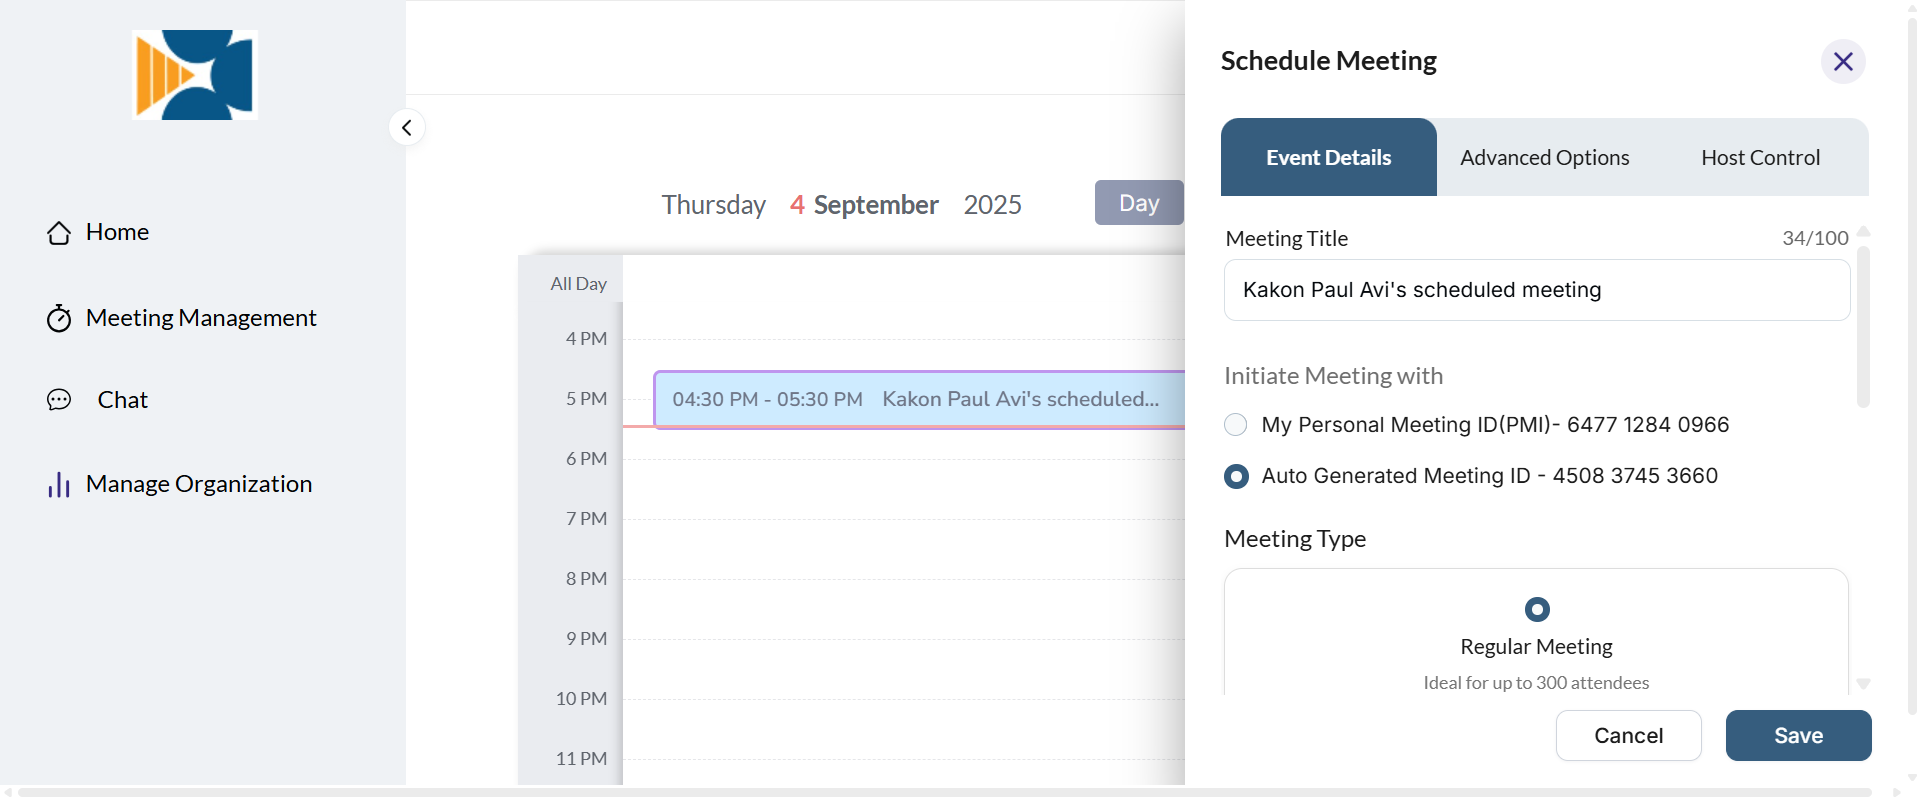 Home
Meeting Management
Chat
Manage Organization
Thursday 4 September 2025
Day
All Day
4 PM
04:30 PM - 05:30 PM Kakon Paul Avi's scheduled...
5 PM
6 PM
7 PM
8 PM
9 PM
10 PM
11 PM
Schedule Meeting
Event Details
Advanced Options
Host Control
Meeting Title
34/100
Kakon Paul Avi's scheduled meeting
Initiate Meeting with
My Personal Meeting ID(PMI)- 6477 1284 0966
Auto Generated Meeting ID - 4508 3745 3660
Meeting Type
Regular Meeting
Ideal for up to 300 attendees
Cancel
Save